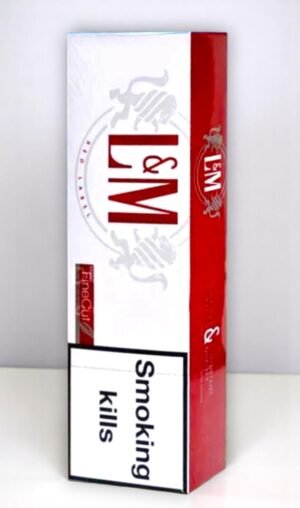 L&M
RED LABEL
FineCut
Smoking
kills
L&M
&